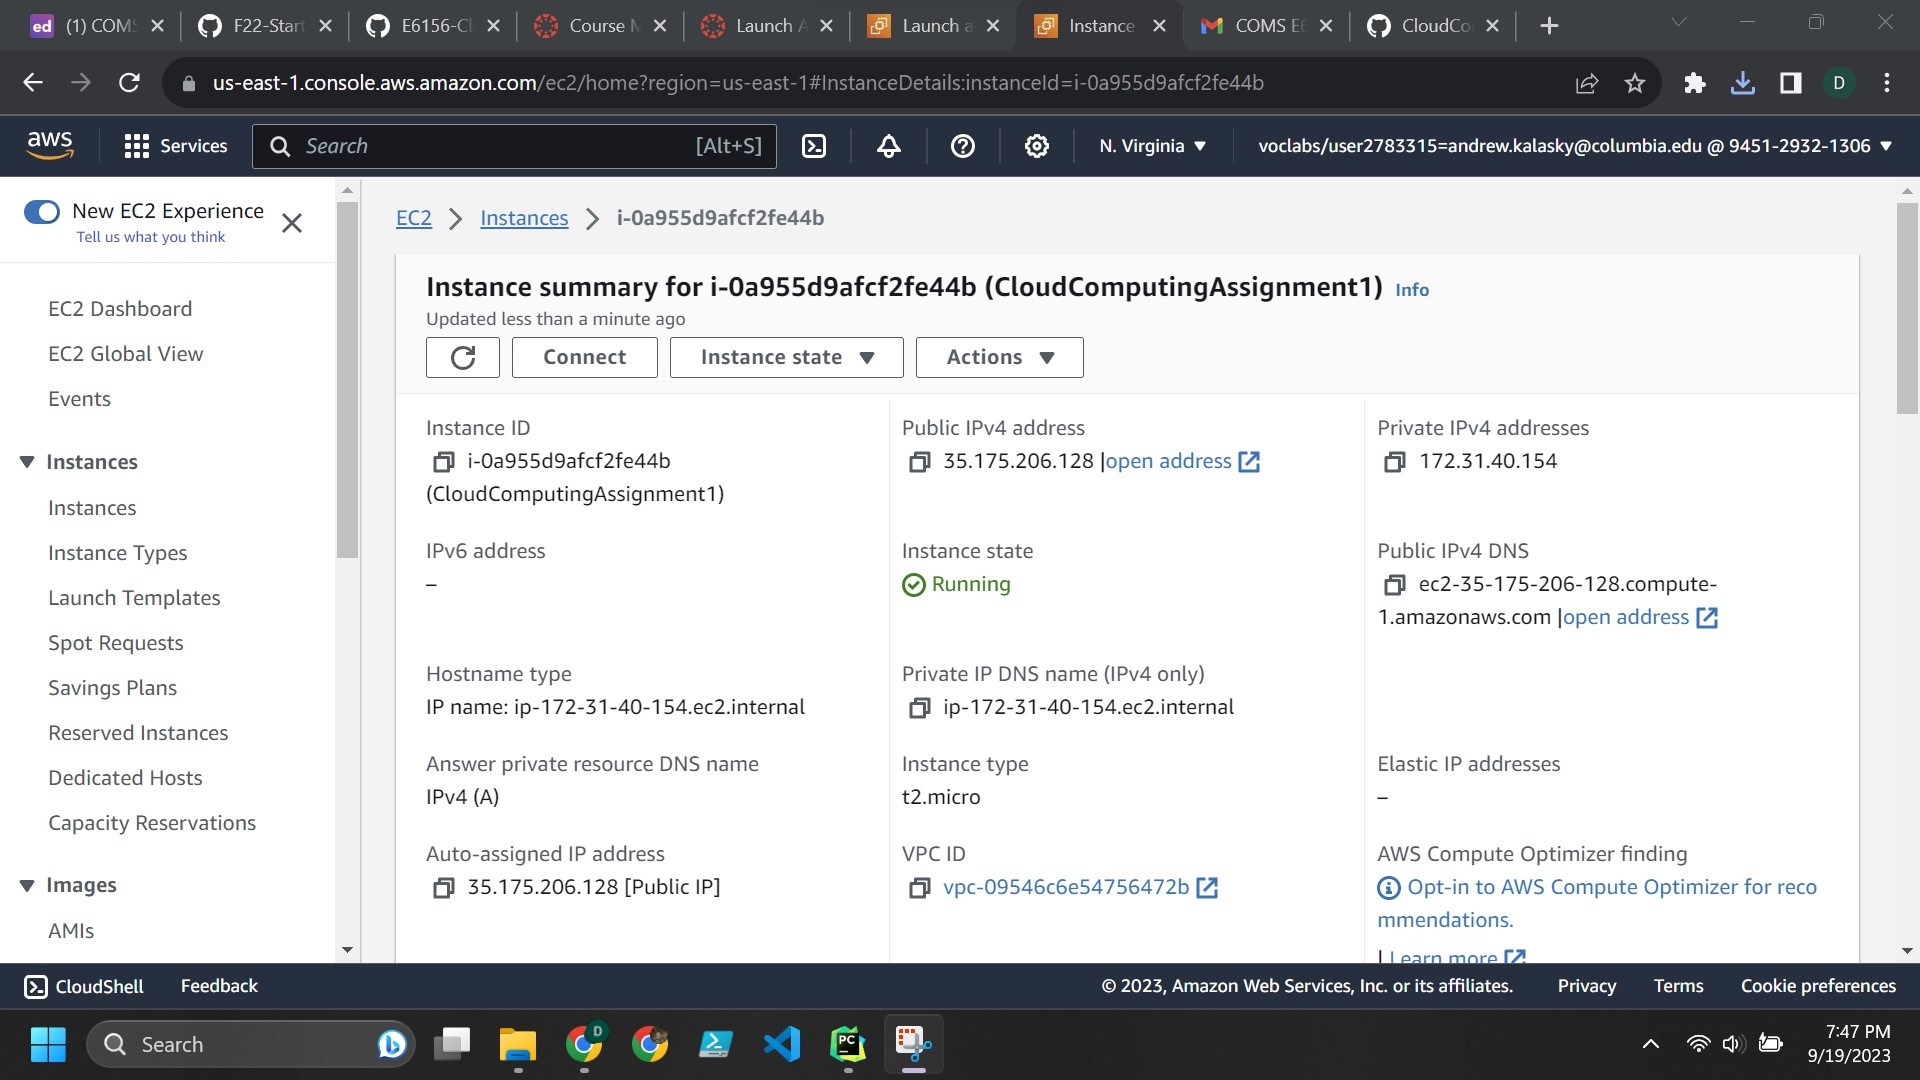 ed (1) COMS
F22-Start
E6156-Cl
Course M
Launch A
Launch a
Instance
COMS E6
CloudCo
us-east-1.console.aws.amazon.com/ec2/home?region=us-east-1#InstanceDetails:instanceId=i-0a955d9afcf2fe44b
D
aws
Services
Search
[Alt+S]
N. Virginia
voclabs/user2783315=andrew.kalasky@columbia.edu @ 9451-2932-1306
New EC2 Experience
Tell us what you think
EC2 Dashboard
EC2 Global View
Events
Instances
Instances
Instance Types
Launch Templates
Spot Requests
Savings Plans
Reserved Instances
Dedicated Hosts
Capacity Reservations
Images
AMIs
EC2 > Instances > i-0a955d9afcf2fe44b
Instance summary for i-0a955d9afcf2fe44b (CloudComputingAssignment1) Info
Updated less than a minute ago
Connect
Instance state
Actions
Instance ID
i-0a955d9afcf2fe44b
(CloudComputingAssignment1)
Public IPv4 address
35.175.206.128 |open address
Private IPv4 addresses
172.31.40.154
IPv6 address
–
Instance state
Running
Public IPv4 DNS
ec2-35-175-206-128.compute-
1.amazonaws.com |open address
Hostname type
IP name: ip-172-31-40-154.ec2.internal
Private IP DNS name (IPv4 only)
ip-172-31-40-154.ec2.internal
Answer private resource DNS name
IPv4 (A)
Instance type
t2.micro
Elastic IP addresses
–
Auto-assigned IP address
35.175.206.128 [Public IP]
VPC ID
vpc-09546c6e54756472b
AWS Compute Optimizer finding
Opt-in to AWS Compute Optimizer for reco
mmendations.
| Learn more
CloudShell
Feedback
© 2023, Amazon Web Services, Inc. or its affiliates.
Privacy
Terms
Cookie preferences
Search
D
PC
7:47 PM
9/19/2023